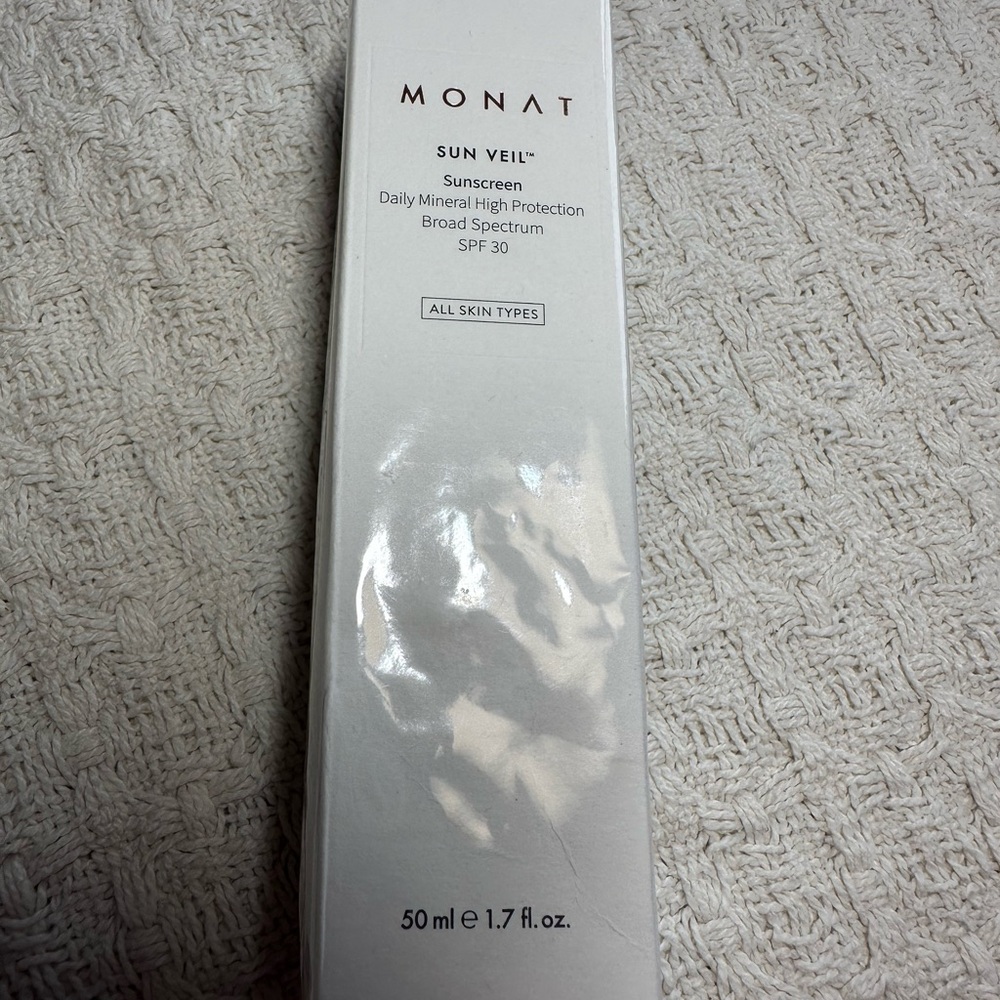 MONAT
SUN VEIL™
Sunscreen
Daily Mineral High Protection
Broad Spectrum
SPF 30
ALL SKIN TYPES
50 ml ℮ 1.7 fl. oz.